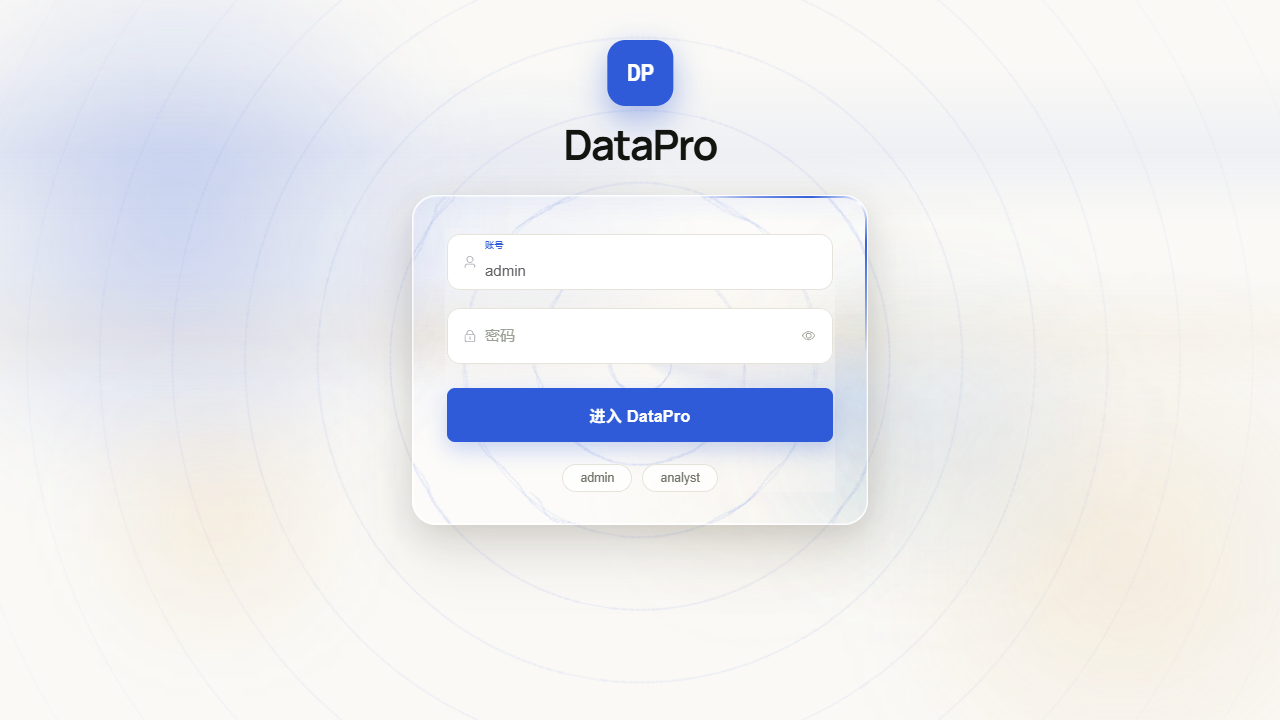 DP
DataPro
账号
admin
密码
进入 DataPro
admin
analyst